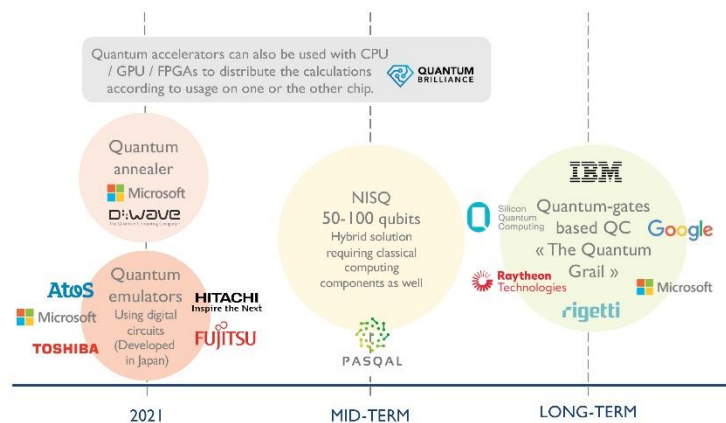 Quantum accelerators can also be used with CPU
/ GPU / FPGAs to distribute the calculations
according to usage on one or the other chip.
QUANTUM
BRILLIANCE
Quantum
annealer
Microsoft
D:wave
The Quantum Computing Company
Quantum
emulators
Using digital
circuits
(Developed
in Japan)
Atos
Microsoft
TOSHIBA
HITACHI
Inspire the Next
FUJITSU
NISQ
50-100 qubits
Hybrid solution
requiring classical
computing
components as well
PASQAL
IBM
Silicon
Quantum
Computing
Quantum-gates
based QC
« The Quantum
Grail »
Google
Raytheon
Technologies
Microsoft
rigetti
2021
MID-TERM
LONG-TERM